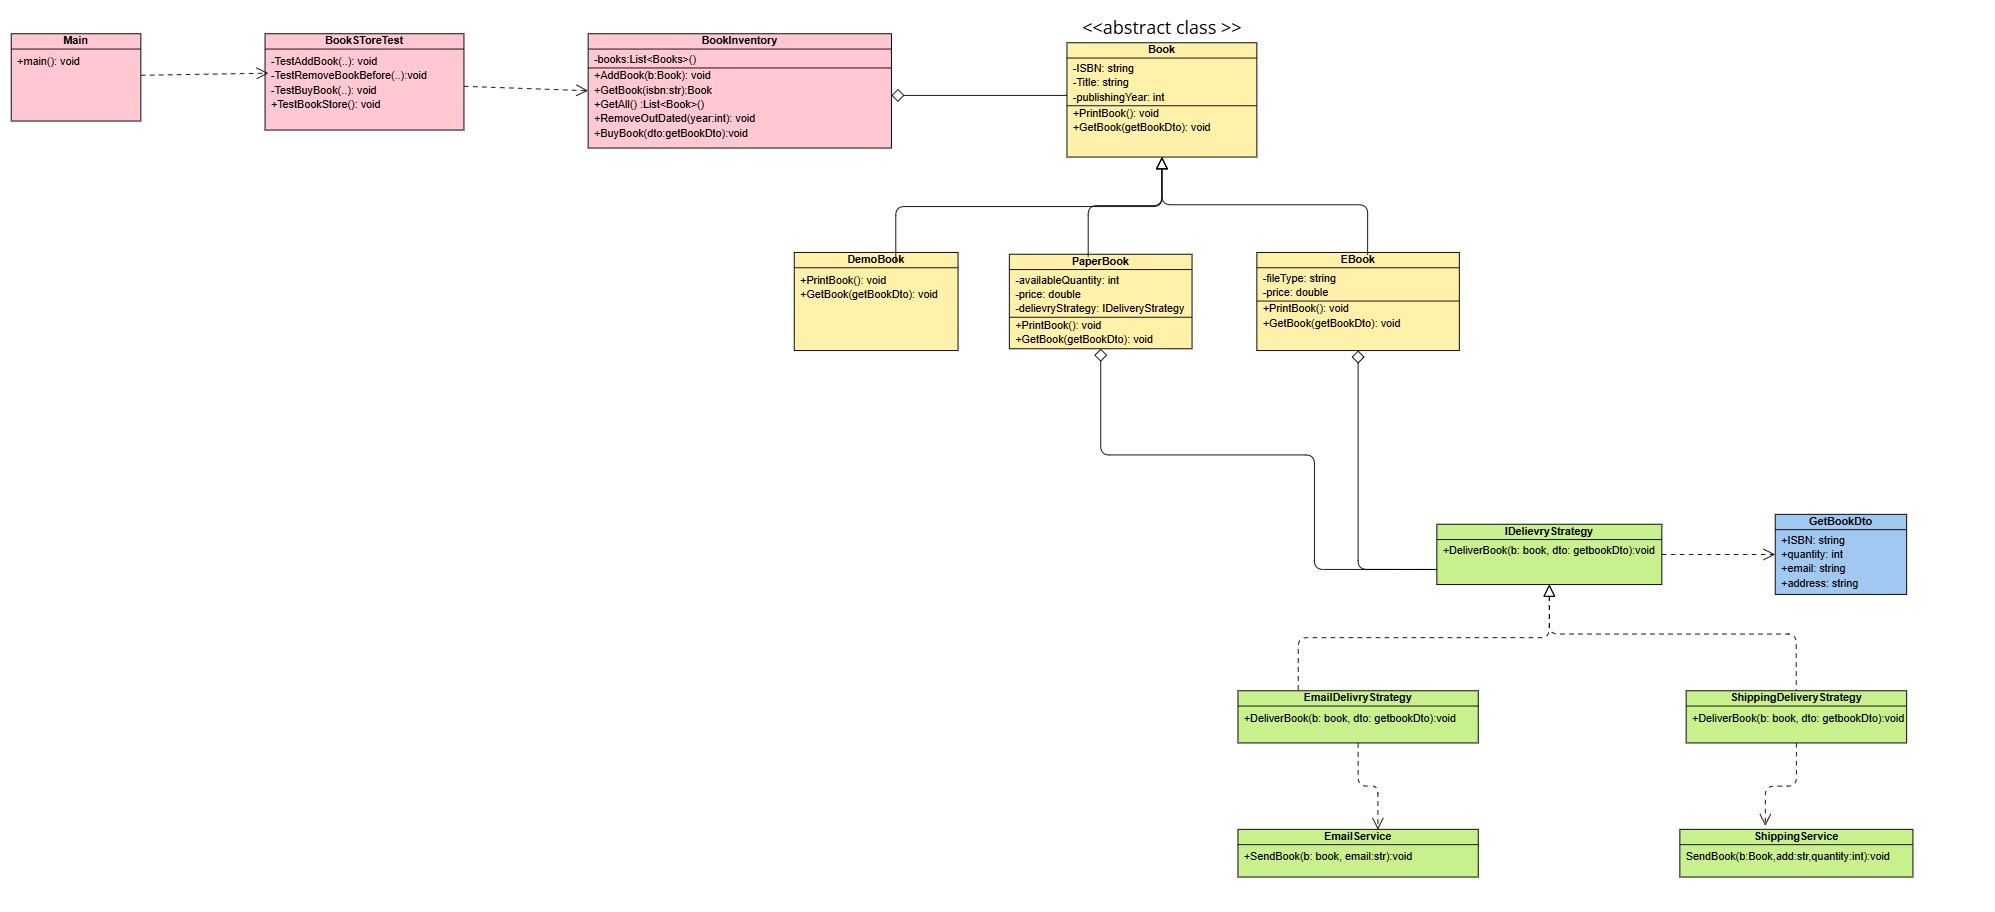 <<abstract class >>
Main
+main(): void
BookSToreTest
-TestAddBook(..): void
-TestRemoveBookBefore(..):void
-TestBuyBook(..): void
+TestBookStore(): void
BookInventory
-books:List<Books>()
+AddBook(b:Book): void
+GetBook(isbn:str):Book
+GetAll() :List<Book>()
+RemoveOutDated(year:int): void
+BuyBook(dto:getBookDto):void
Book
-ISBN: string
-Title: string
-publishingYear: int
+PrintBook(): void
+GetBook(getBookDto): void
DemoBook
+PrintBook(): void
+GetBook(getBookDto): void
PaperBook
-availableQuantity: int
-price: double
-delievryStrategy: IDeliveryStrategy
+PrintBook(): void
+GetBook(getBookDto): void
EBook
-fileType: string
-price: double
+PrintBook(): void
+GetBook(getBookDto): void
IDelievryStrategy
+DeliverBook(b: book, dto: getbookDto):void
GetBookDto
+ISBN: string
+quantity: int
+email: string
+address: string
EmailDelivryStrategy
+DeliverBook(b: book, dto: getbookDto):void
ShippingDeliveryStrategy
+DeliverBook(b: book, dto: getbookDto):void
EmailService
+SendBook(b: book, email:str):void
ShippingService
SendBook(b:Book,add:str,quantity:int):void